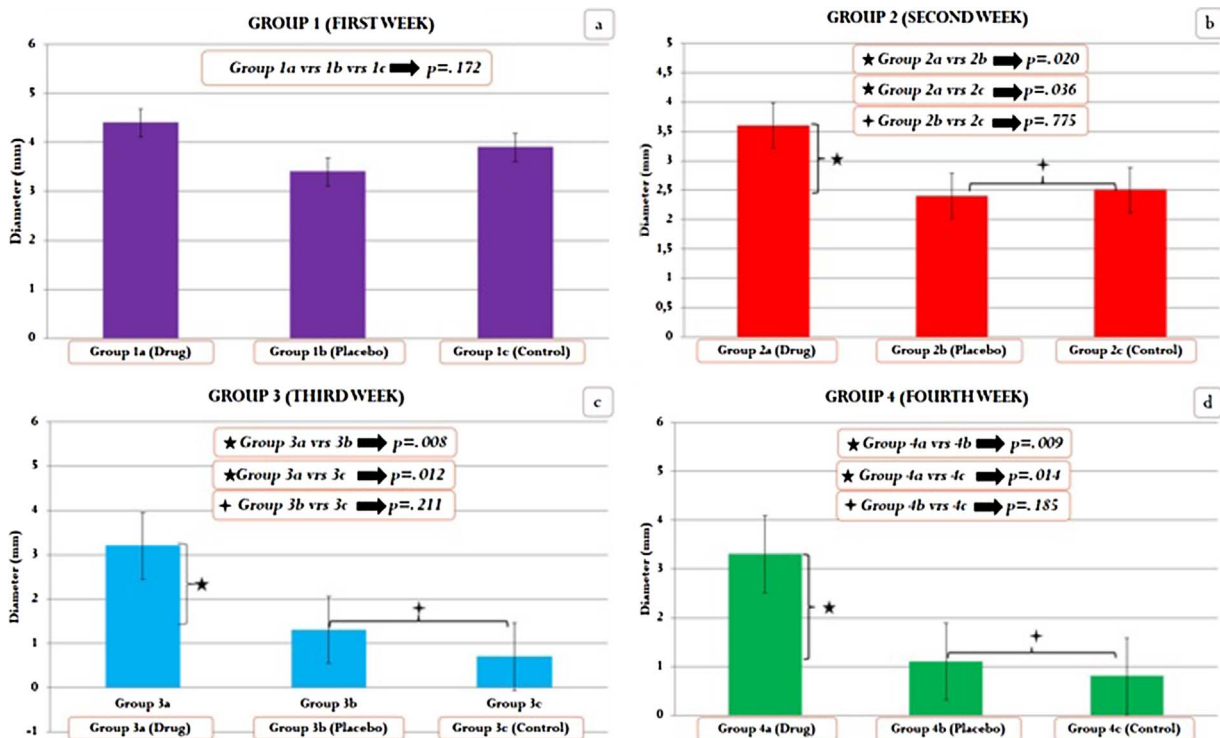 GROUP 1 (FIRST WEEK)
a
Group 1a vrs 1b vrs 1c ➡ p=. 172
Diameter (mm)
6
5
4
3
4
2
1
0
Group 1a (Drug)
Group 1b (Placebo)
Group 1c (Control)
GROUP 2 (SECOND WEEK)
b
★ Group 2a vrs 2b ➡ p=. 020
★ Group 2a vrs 2c ➡ p=. 036
✦ Group 2b vrs 2c ➡ p=. 775
Diameter (mm)
5
4,5
4
3,5
3
2,5
2
1,5
1
0,5
0
★
✦
Group 2a (Drug)
Group 2b (Placebo)
Group 2c (Control)
GROUP 3 (THIRD WEEK)
c
★ Group 3a vrs 3b ➡ p=. 008
★Group 3a vrs 3c ➡ p=. 012
✦ Group 3b vrs 3c ➡ p=. 211
Diameter (mm)
6
5
4
3
2
1
0
-1
★
✦
Group 3a
Group 3b
Group 3c
Group 3a (Drug)
Group 3b (Placebo)
Group 3c (Control)
GROUP 4 (FOURTH WEEK)
d
★ Group 4a vrs 4b ➡ p=. 009
★ Group 4a vrs 4c ➡ p=. 014
✦ Group 4b vrs 4c ➡ p=. 185
Diameter (mm)
6
5
4
3
2
1
0
★
✦
Group 4a (Drug)
Group 4b (Placebo)
Group 4c (Control)